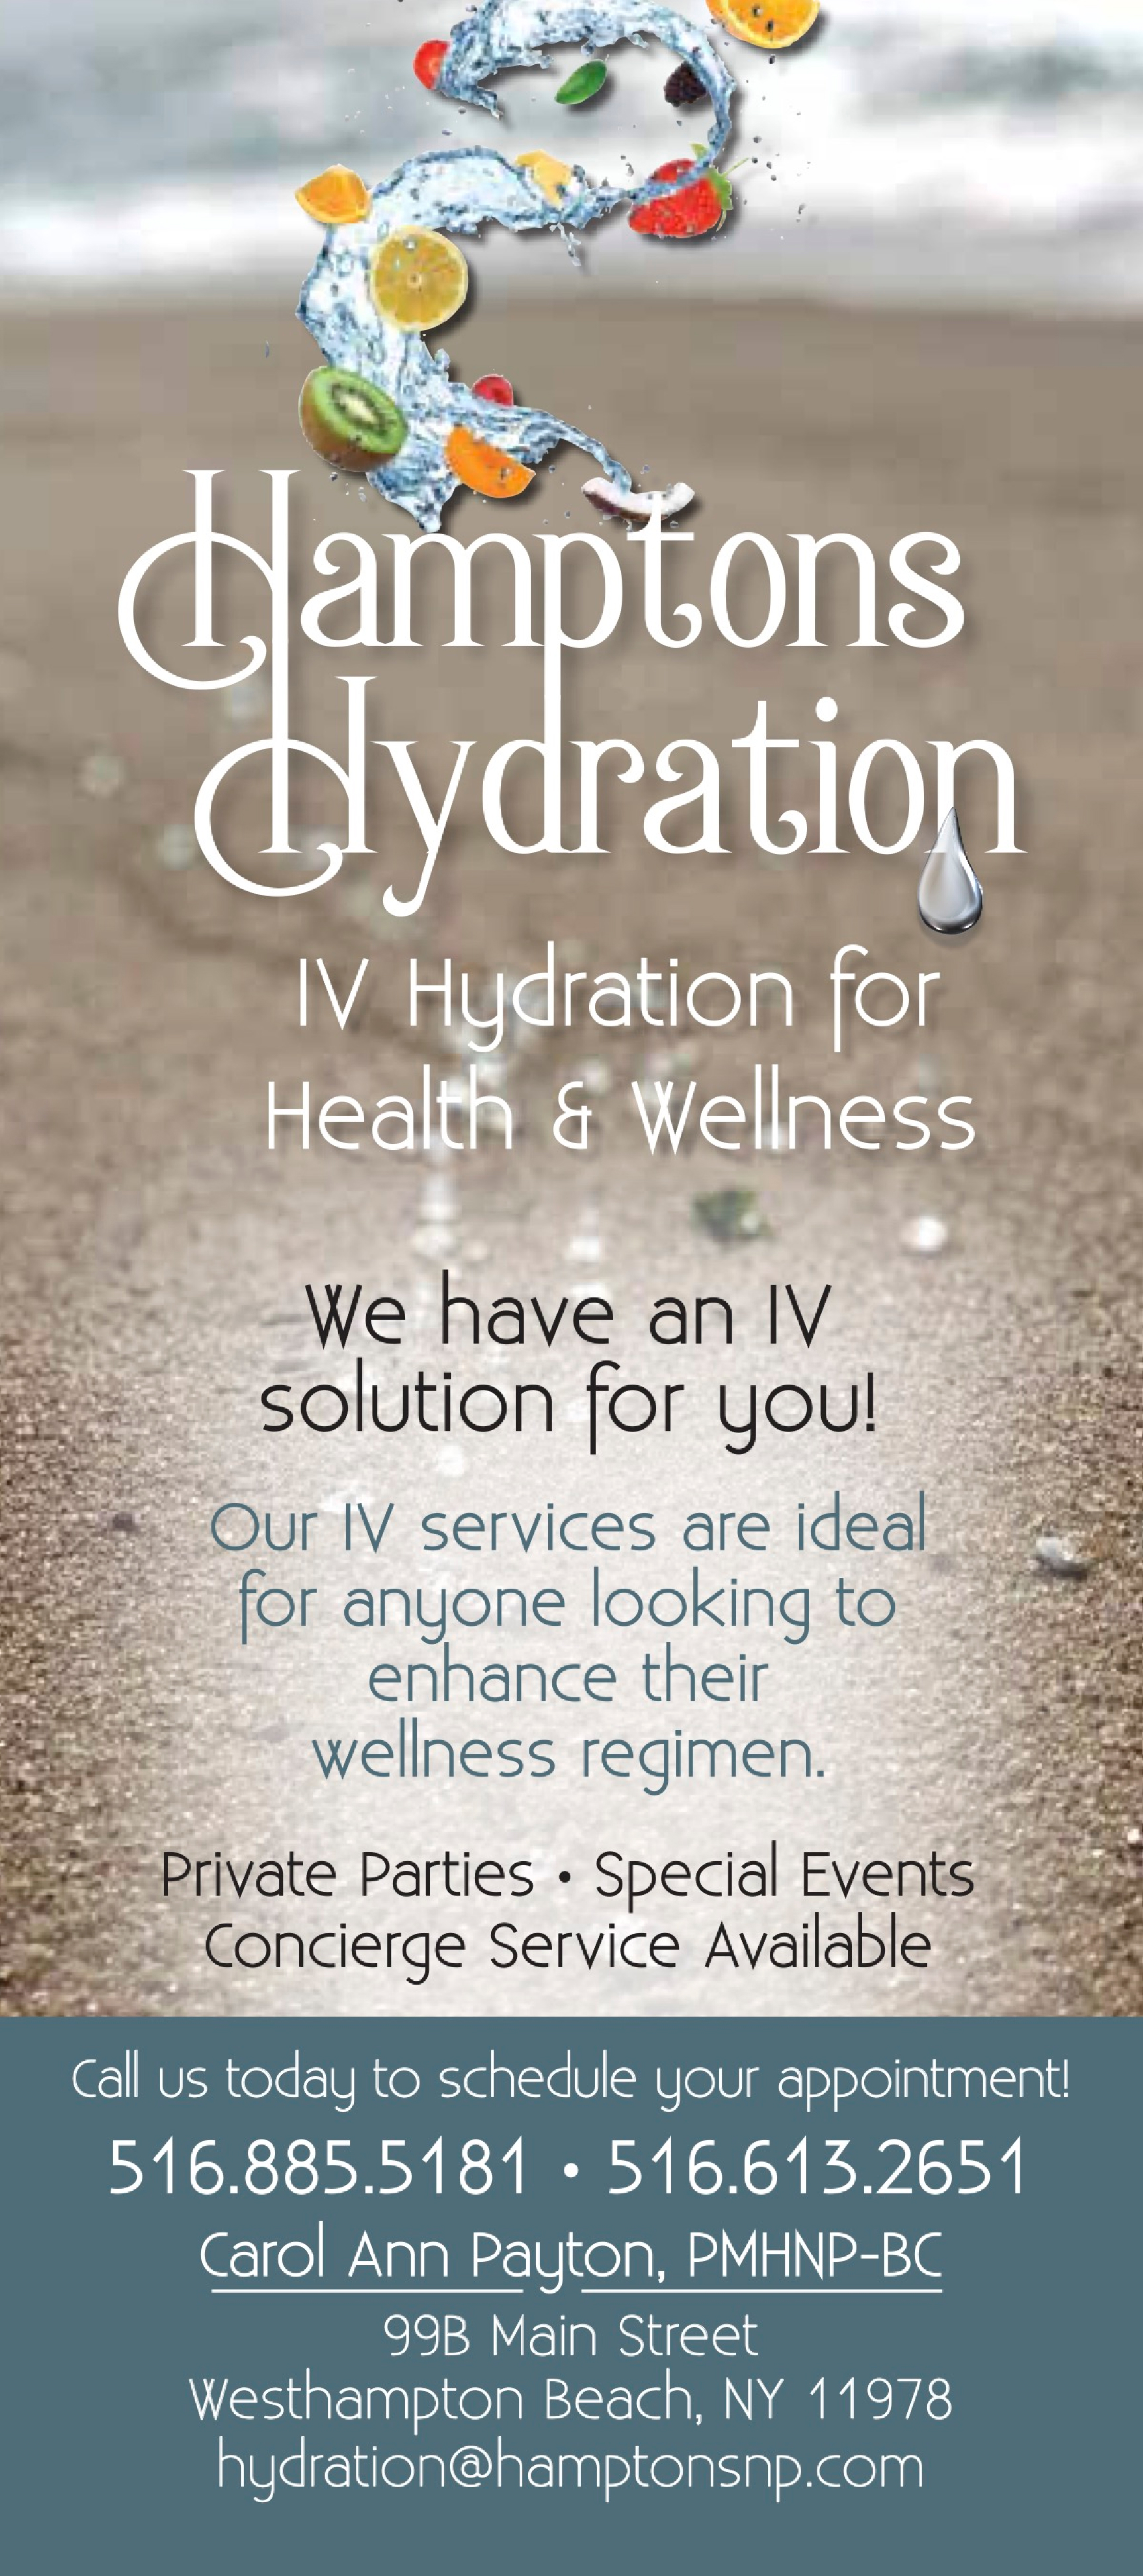 Hamptons
Hydration
IV Hydration for
Health & Wellness
We have an IV
solution for you!
Our IV services are ideal
for anyone looking to
enhance their
wellness regimen.
Private Parties • Special Events
Concierge Service Available
Call us today to schedule your appointment!
516.885.5181 • 516.613.2651
Carol Ann Payton, PMHNP-BC
99B Main Street
Westhampton Beach, NY 11978
hydration@hamptonsnp.com